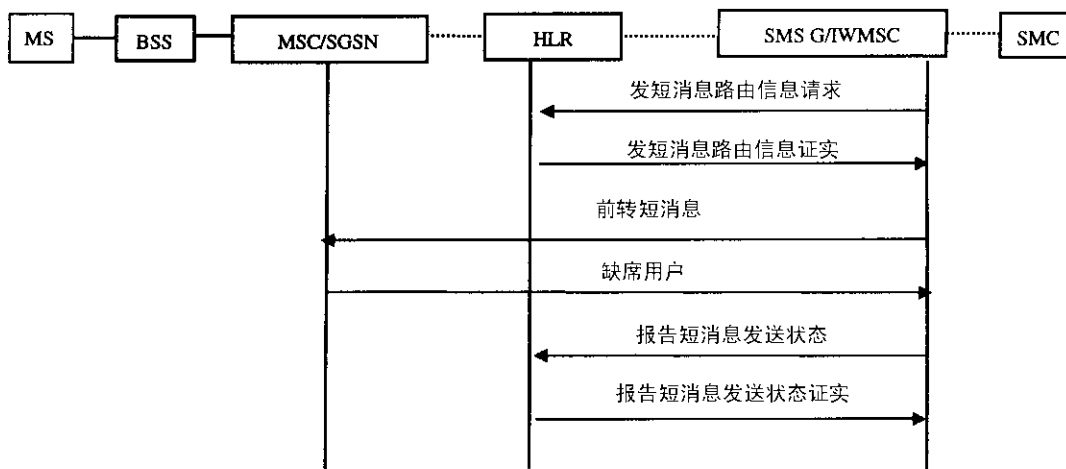 MS
BSS
MSC/SGSN
HLR
SMS G/IWMSC
SMC
发短消息路由信息请求
发短消息路由信息证实
前转短消息
缺席用户
报告短消息发送状态
报告短消息发送状态证实